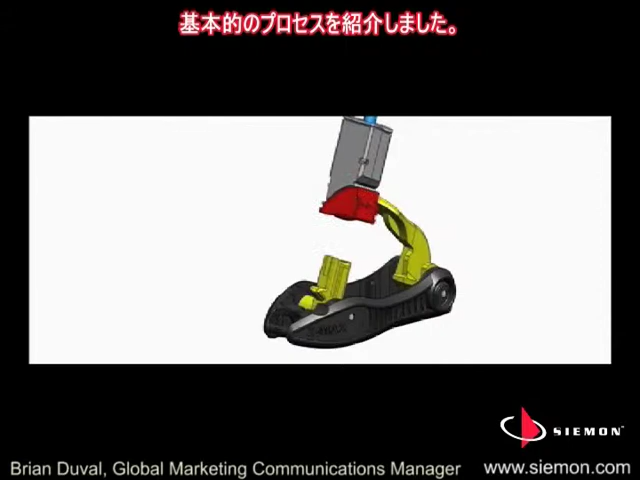 基本的のプロセスを紹介しました。
SIEMON
Brian Duval, Global Marketing Communications Manager
www.siemon.com